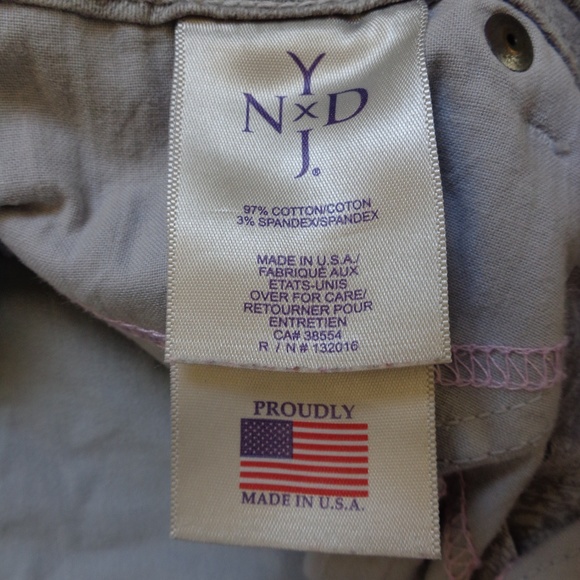 Y
N x D
J®
97% COTTON/COTON
3% SPANDEX/SPANDEX
MADE IN U.S.A./
FABRIQUÉ AUX
ETATS-UNIS
OVER FOR CARE/
RETOURNER POUR
ENTRETIEN
CA# 38554
R / N # 132016
PROUDLY
MADE IN U.S.A.